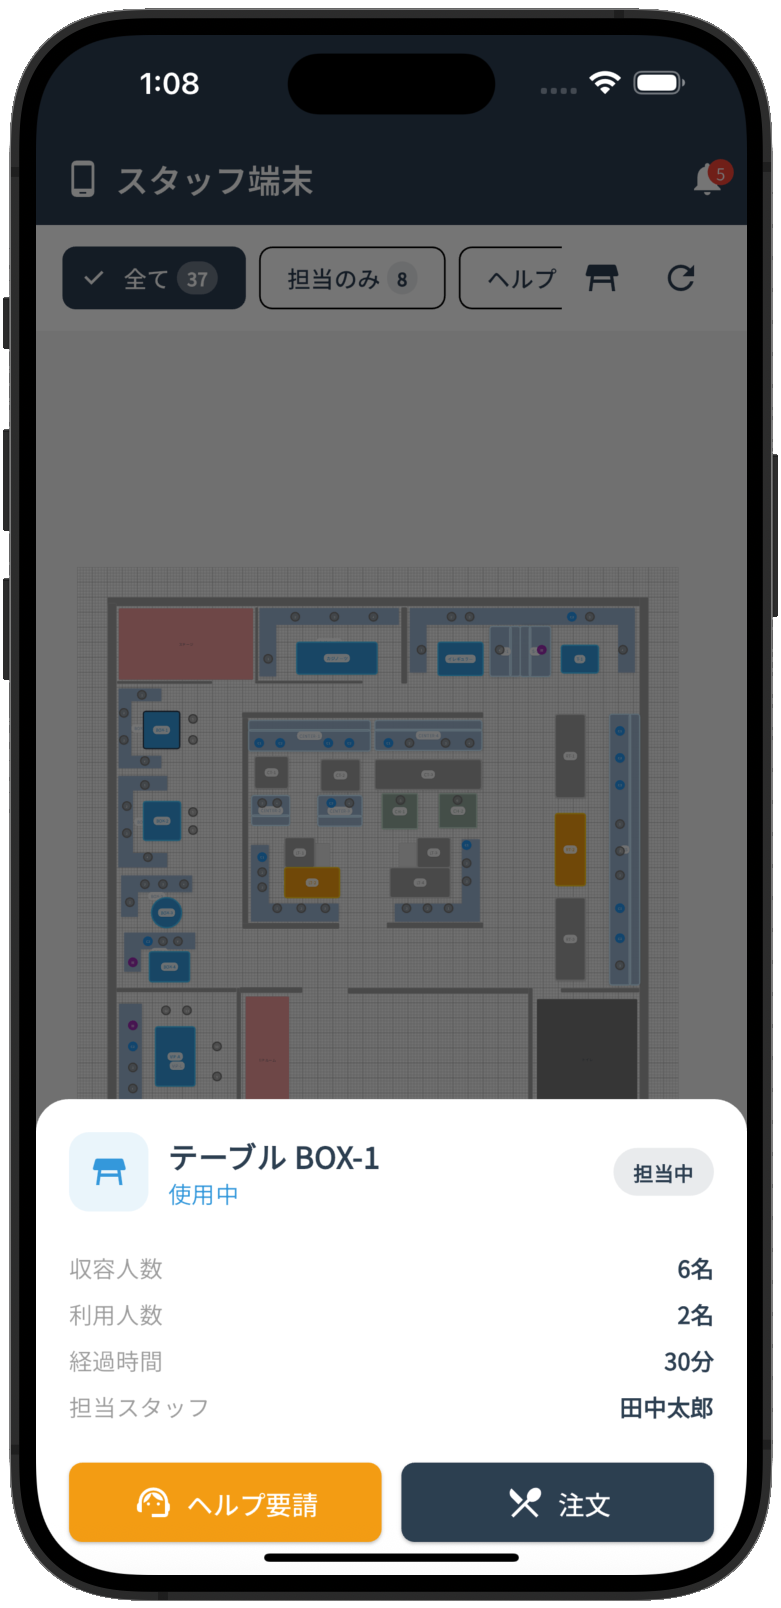 1:08
スタッフ端末
5
全て 37
担当のみ 8
ヘルプ
テーブル BOX-1
使用中
担当中
収容人数 6名
利用人数 2名
経過時間 30分
担当スタッフ 田中太郎
ヘルプ要請
注文